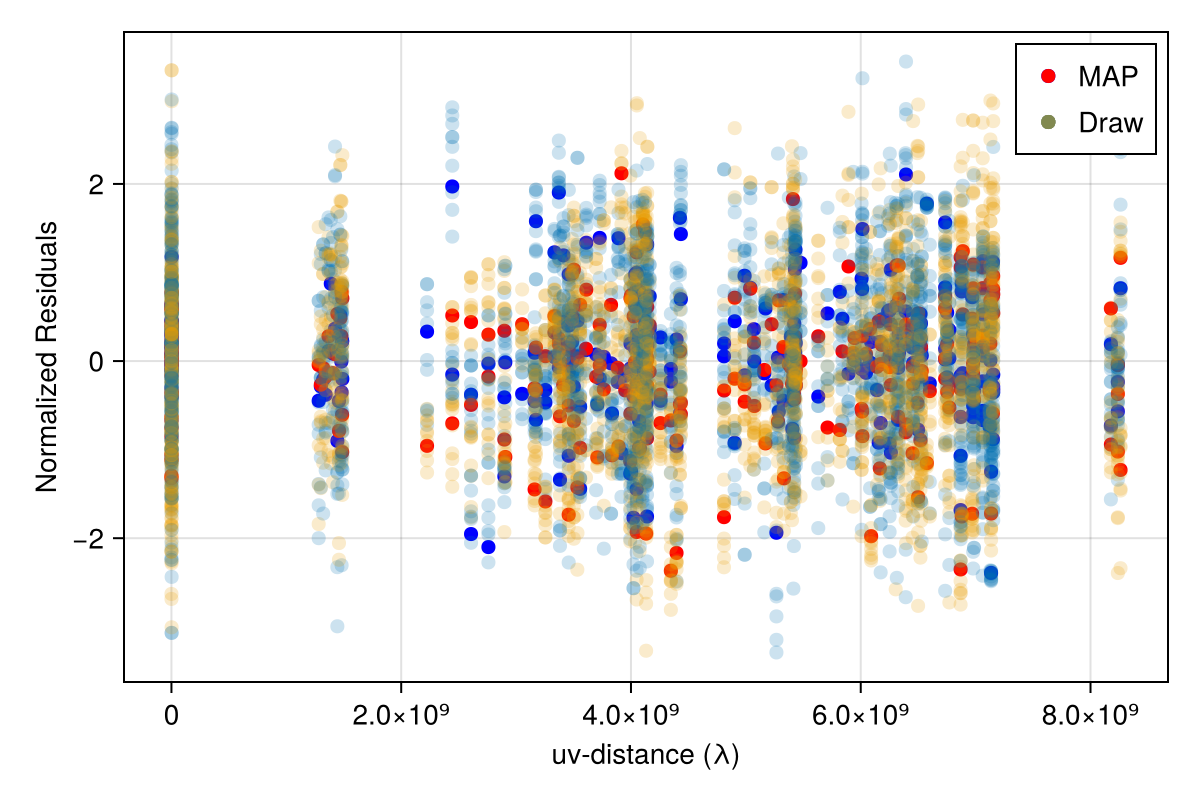 MAP
Draw
Normalized Residuals
2
0
−2
0
2.0×10⁹
4.0×10⁹
6.0×10⁹
8.0×10⁹
uv-distance (λ)